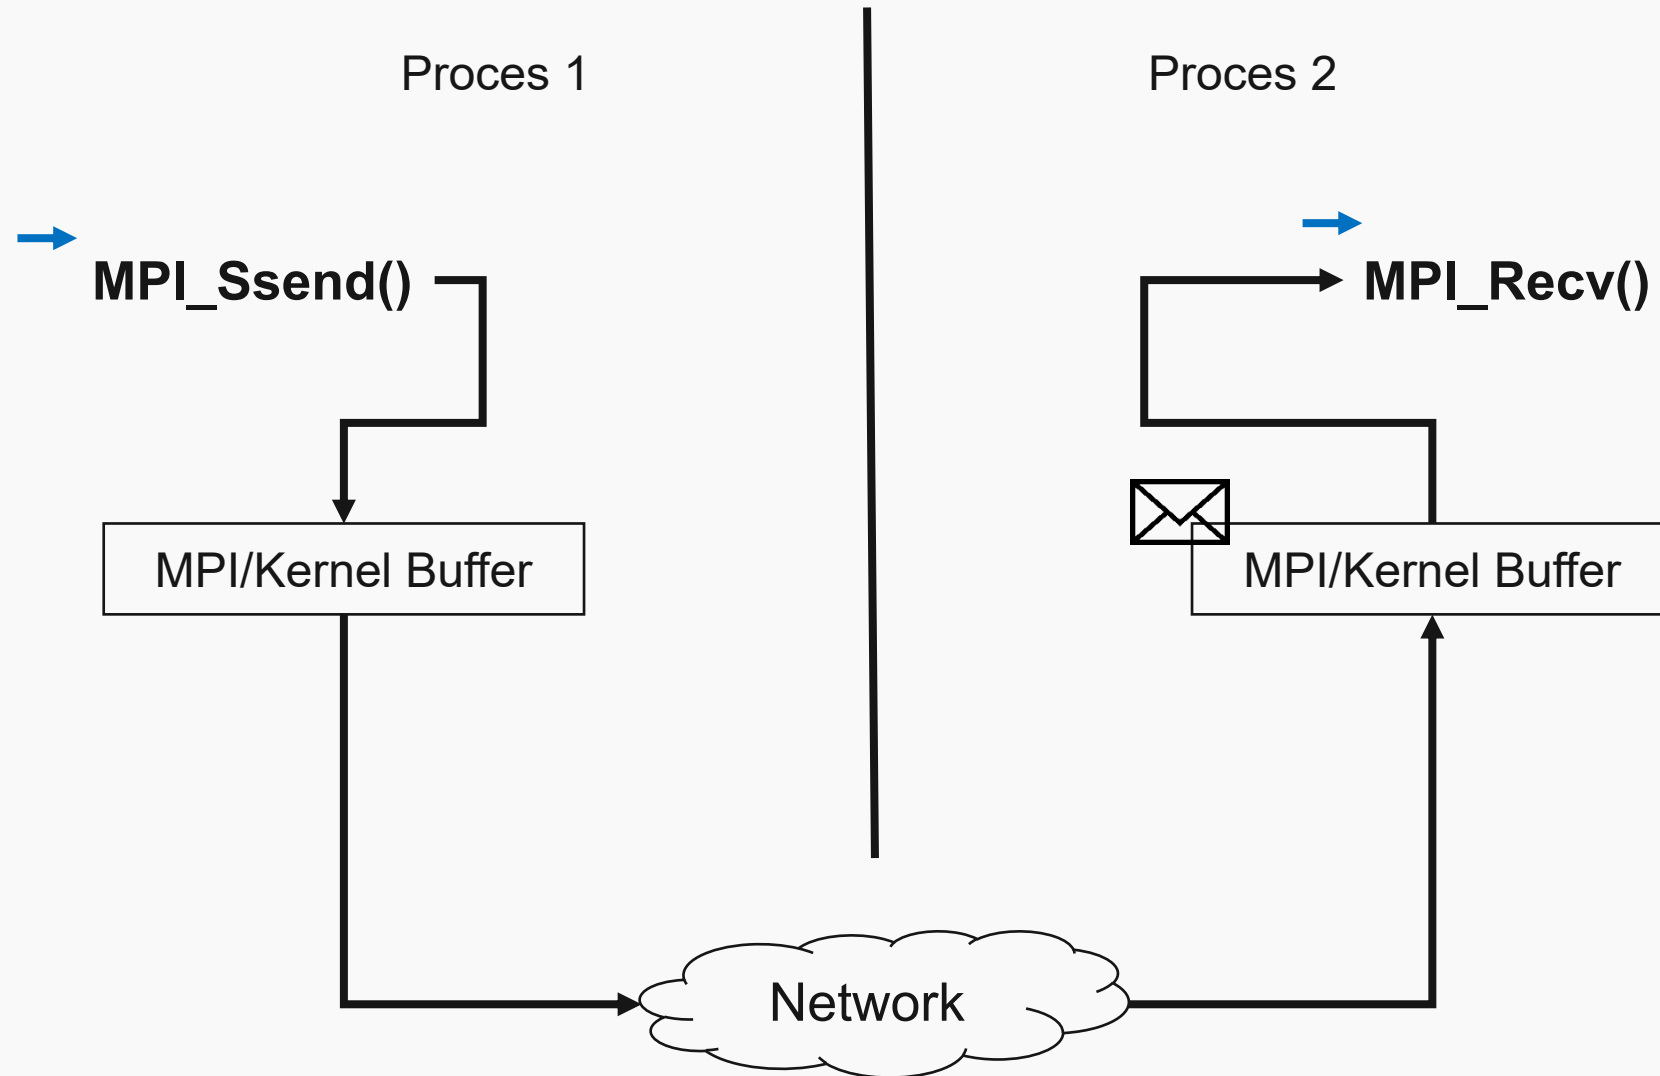 Proces 1
Proces 2
MPI_Ssend()
MPI_Recv()
MPI/Kernel Buffer
MPI/Kernel Buffer
Network